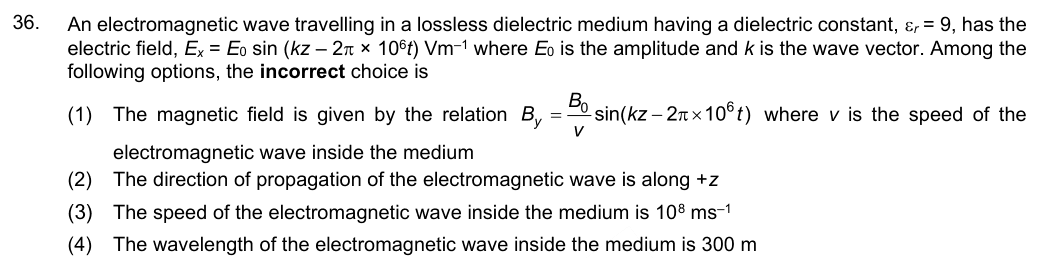 36. An electromagnetic wave travelling in a lossless dielectric medium having a dielectric constant, εᵣ = 9, has the
electric field, Eₓ = E₀ sin (kz – 2π × 10⁶t) Vm⁻¹ where E₀ is the amplitude and k is the wave vector. Among the
following options, the incorrect choice is
(1) The magnetic field is given by the relation B_y = B₀/v sin(kz – 2π × 10⁶ t) where v is the speed of the
electromagnetic wave inside the medium
(2) The direction of propagation of the electromagnetic wave is along +z
(3) The speed of the electromagnetic wave inside the medium is 10⁸ ms⁻¹
(4) The wavelength of the electromagnetic wave inside the medium is 300 m